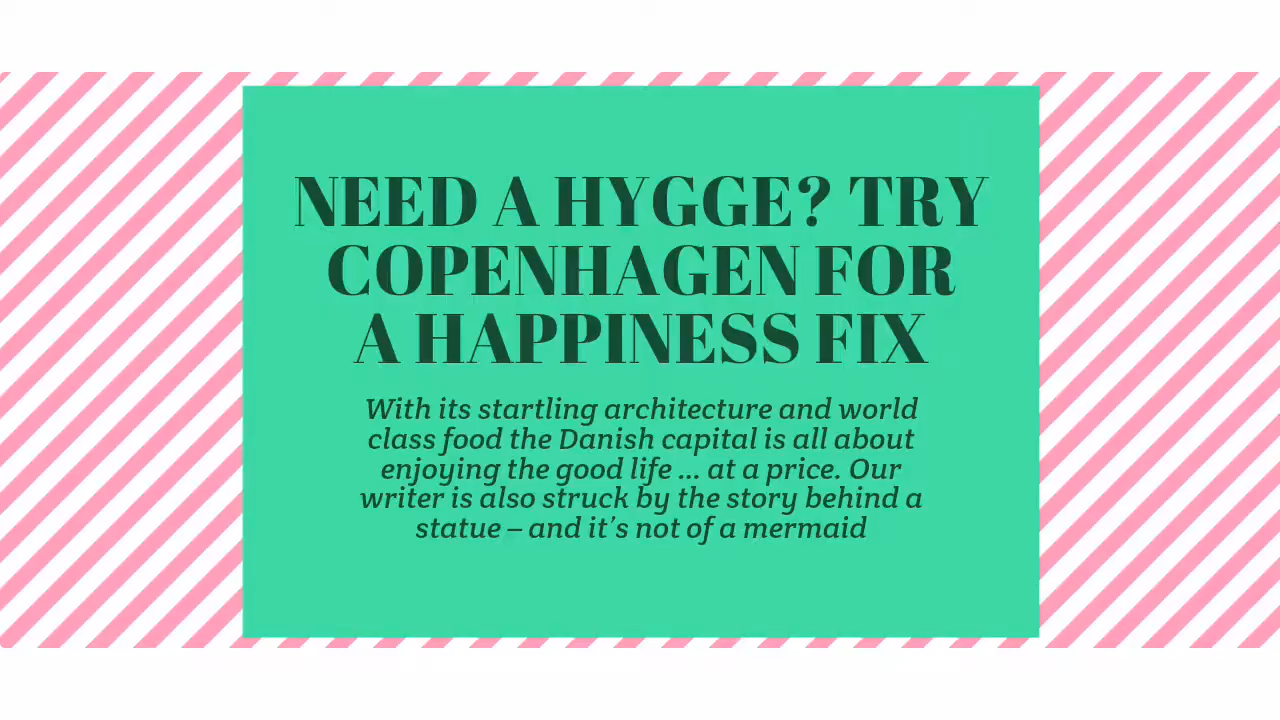 NEED A HYGGE? TRY
COPENHAGEN FOR
A HAPPINESS FIX
With its startling architecture and world
class food the Danish capital is all about
enjoying the good life ... at a price. Our
writer is also struck by the story behind a
statue – and it’s not of a mermaid